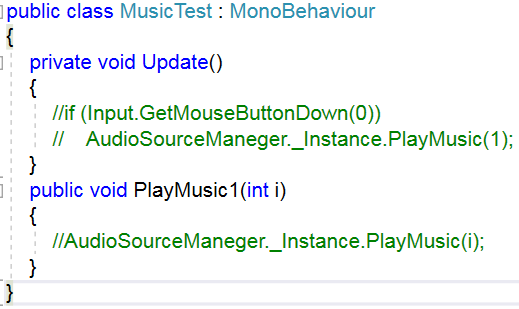 public class MusicTest : MonoBehaviour
{
    private void Update()
    {
        //if (Input.GetMouseButtonDown(0))
        //    AudioSourceManeger._Instance.PlayMusic(1);
    }
    public void PlayMusic1(int i)
    {
        //AudioSourceManeger._Instance.PlayMusic(i);
    }
}